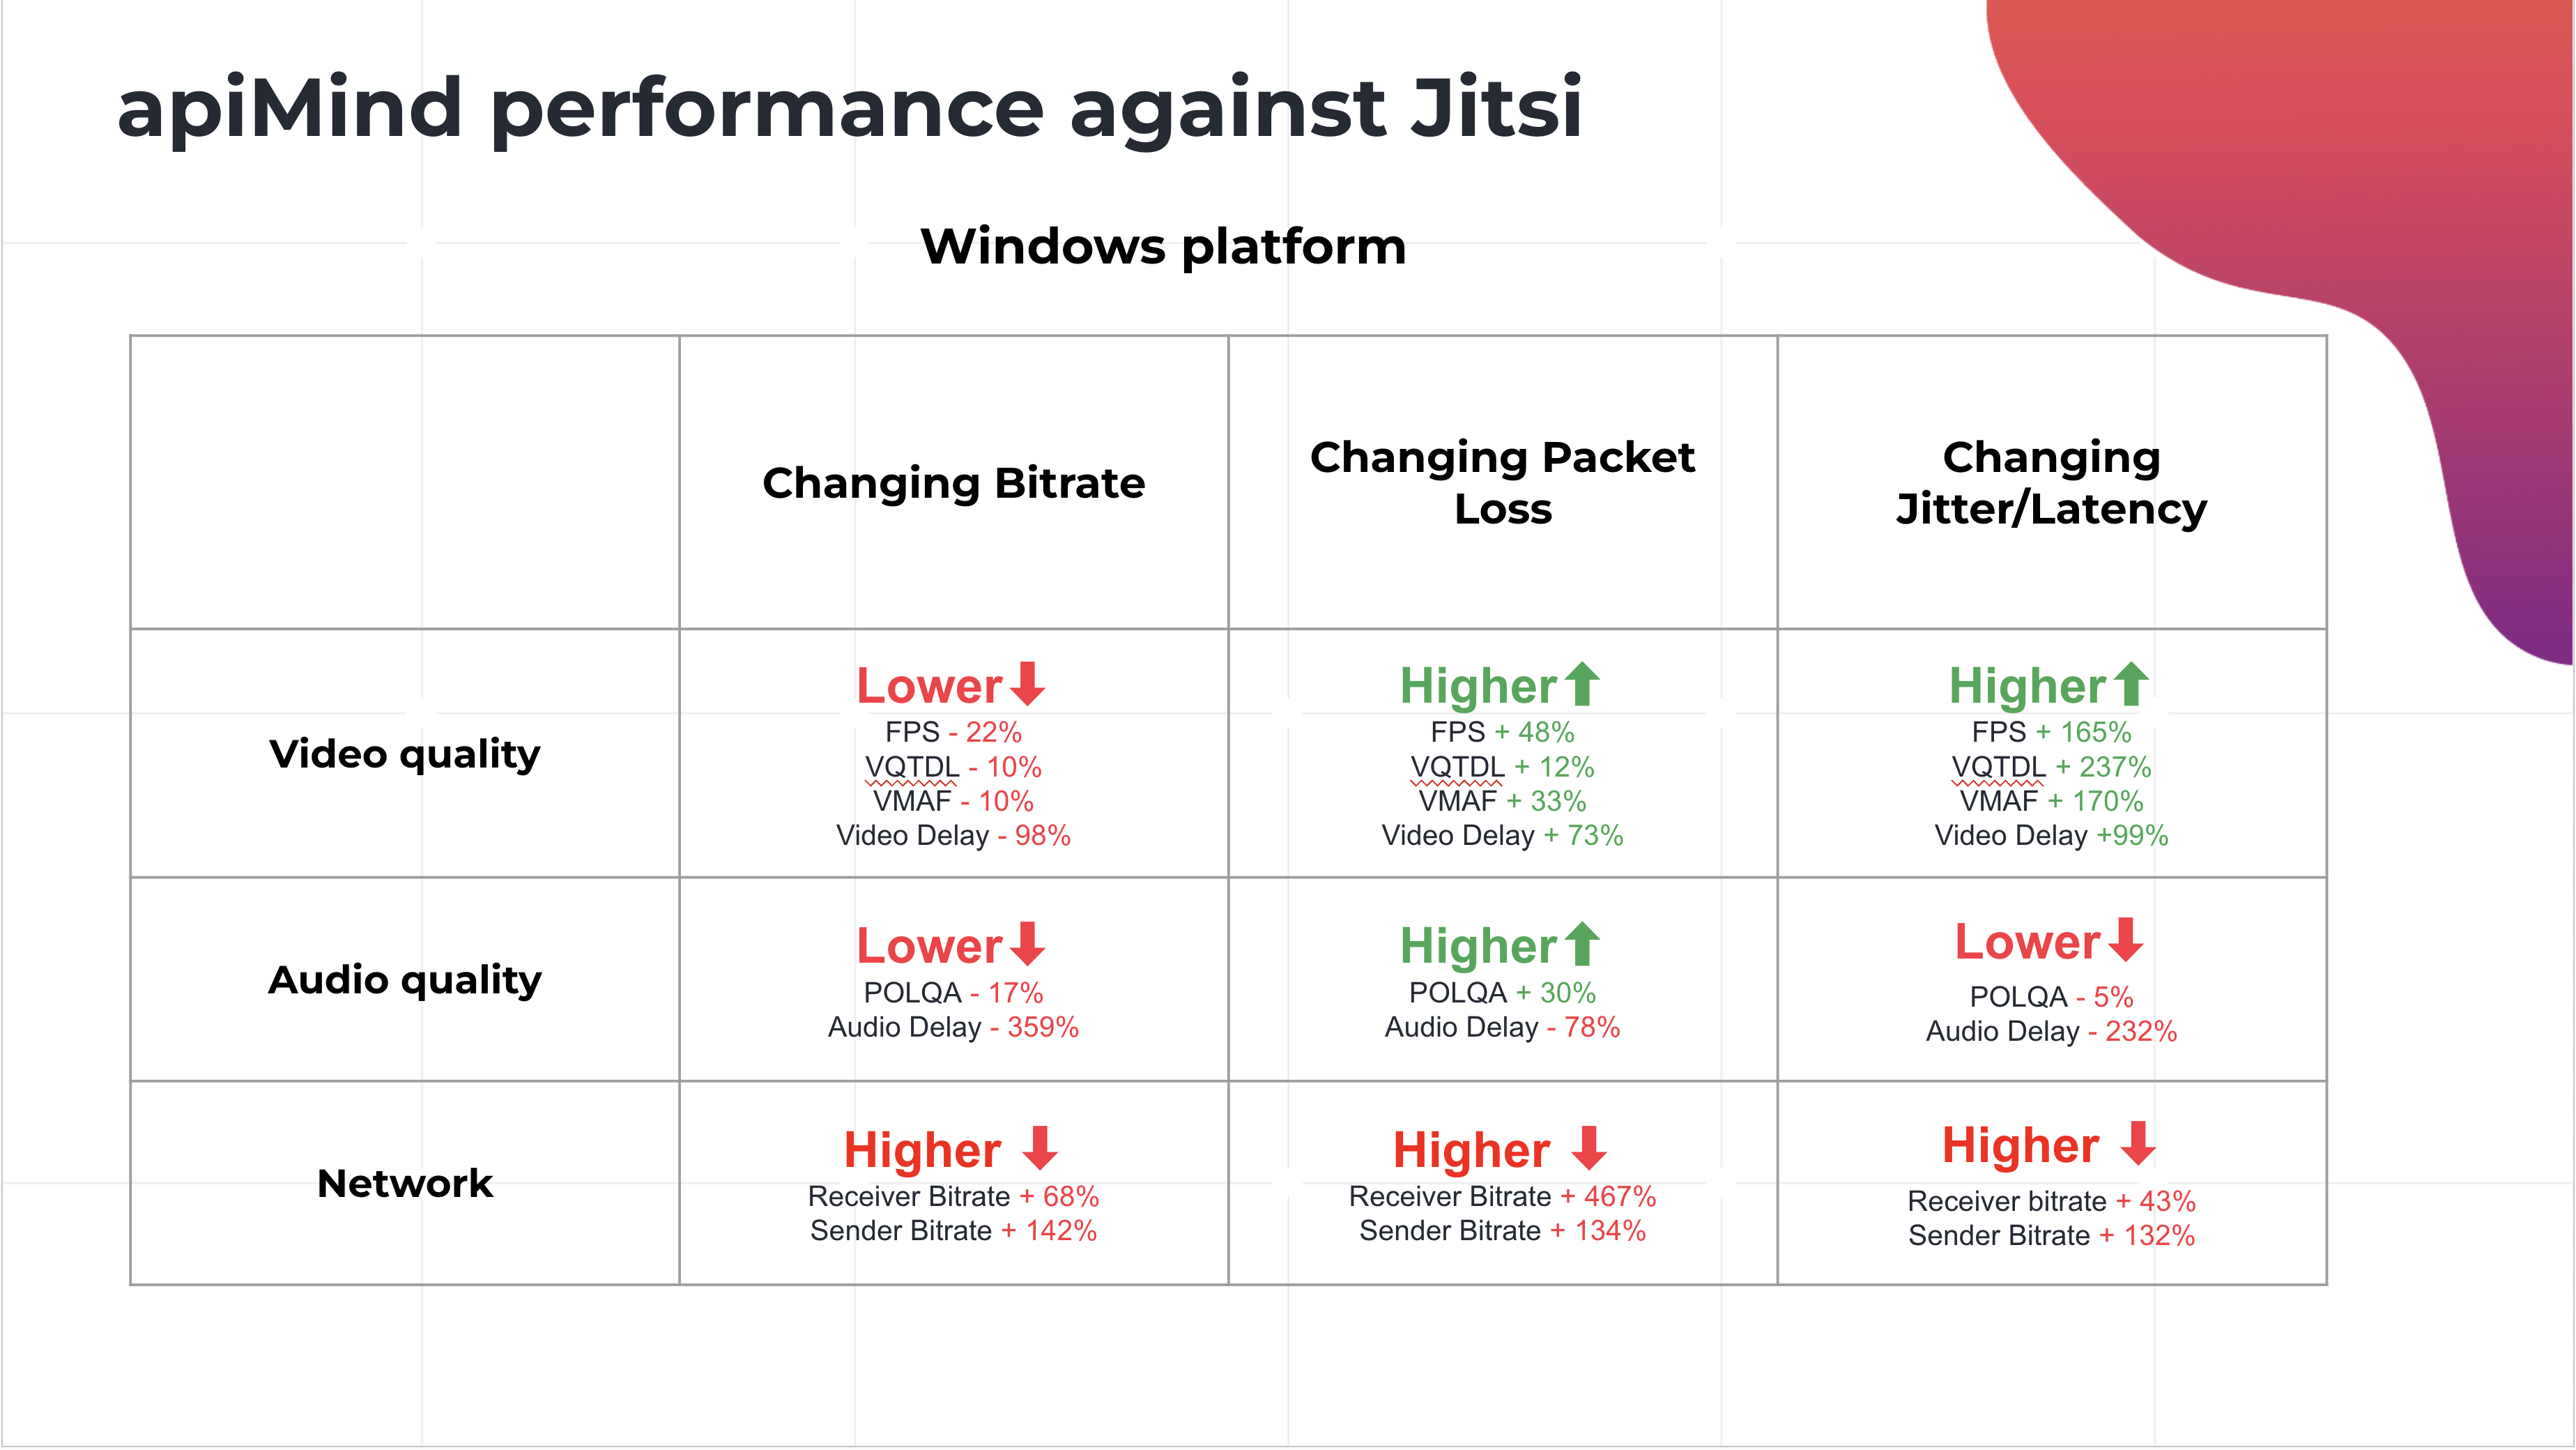 apiMind performance against Jitsi
Windows platform
Changing Bitrate
Changing Packet
Loss
Changing
Jitter/Latency
Video quality
Lower
FPS - 22%
VQTDL - 10%
VMAF - 10%
Video Delay - 98%
Higher
FPS + 48%
VQTDL + 12%
VMAF + 33%
Video Delay + 73%
Higher
FPS + 165%
VQTDL + 237%
VMAF + 170%
Video Delay +99%
Audio quality
Lower
POLQA - 17%
Audio Delay - 359%
Higher
POLQA + 30%
Audio Delay - 78%
Lower
POLQA - 5%
Audio Delay - 232%
Network
Higher
Receiver Bitrate + 68%
Sender Bitrate + 142%
Higher
Receiver Bitrate + 467%
Sender Bitrate + 134%
Higher
Receiver bitrate + 43%
Sender Bitrate + 132%